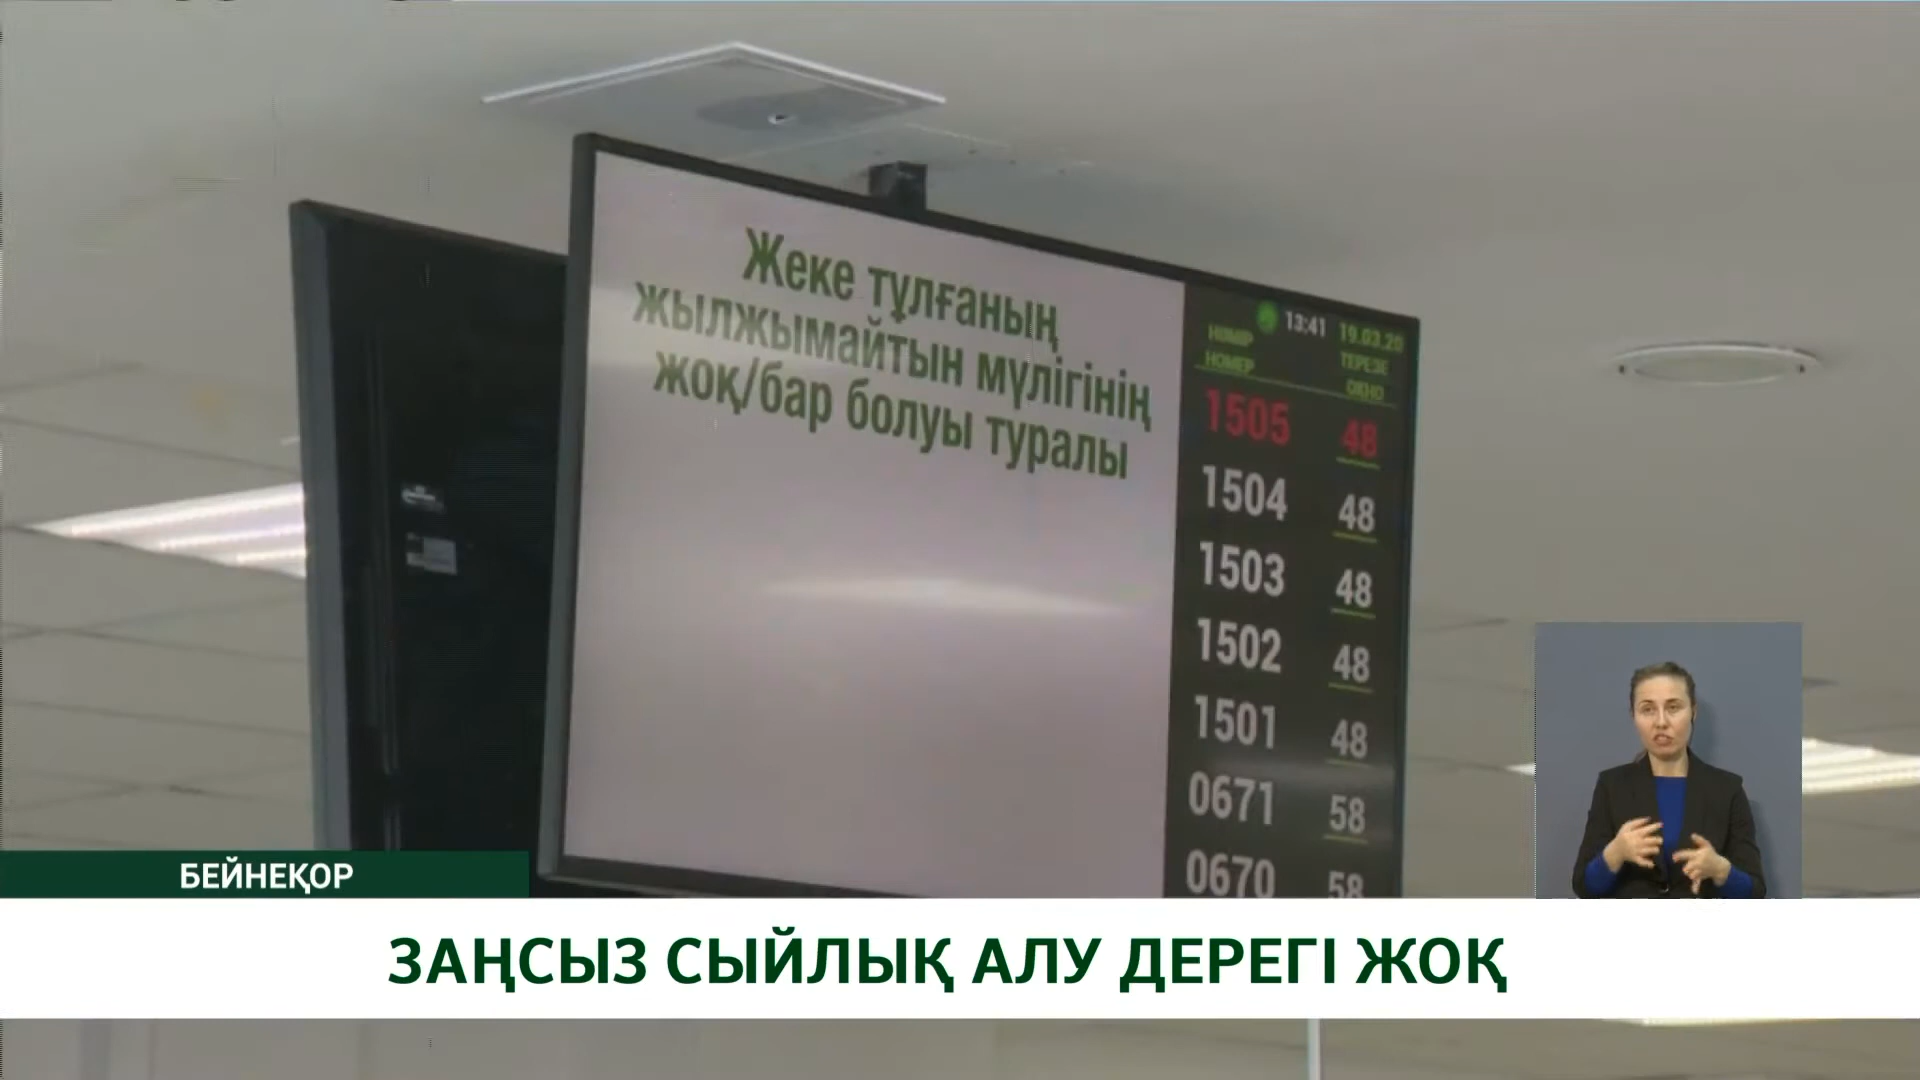 Жеке тұлғаның
жылжымайтын мүлігінің
жоқ/бар болуы туралы
13:41 19.03.20
НӨМІР ТЕРЕЗЕ
НОМЕР ОКНО
1505 48
1504 48
1503 48
1502 48
1501 48
0671 58
0670 58
БЕЙНЕҚОР
ЗАҢСЫЗ СЫЙЛЫҚ АЛУ ДЕРЕГІ ЖОҚ